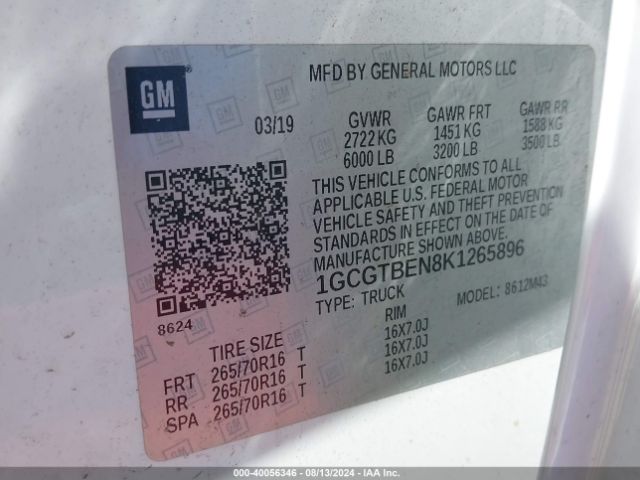 GM
MFD BY GENERAL MOTORS LLC
03/19
GVWR GAWR FRT GAWR RR
2722 KG 1451 KG 1588 KG
6000 LB 3200 LB 3500 LB
THIS VEHICLE CONFORMS TO ALL
APPLICABLE U.S. FEDERAL MOTOR
VEHICLE SAFETY AND THEFT PREVENTION
STANDARDS IN EFFECT ON THE DATE OF
MANUFACTURE SHOWN ABOVE.
1GCGTBEN8K1265896
TYPE: TRUCK MODEL: 8612M43
8624
TIRE SIZE RIM
FRT 265/70R16 T 16X7.0J
RR 265/70R16 T 16X7.0J
SPA 265/70R16 T 16X7.0J
000-40056346 - 08/13/2024 - IAA Inc.